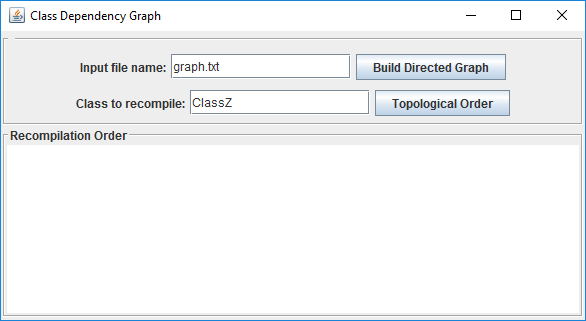 Class Dependency Graph
Input file name: graph.txt Build Directed Graph
Class to recompile: ClassZ Topological Order
Recompilation Order